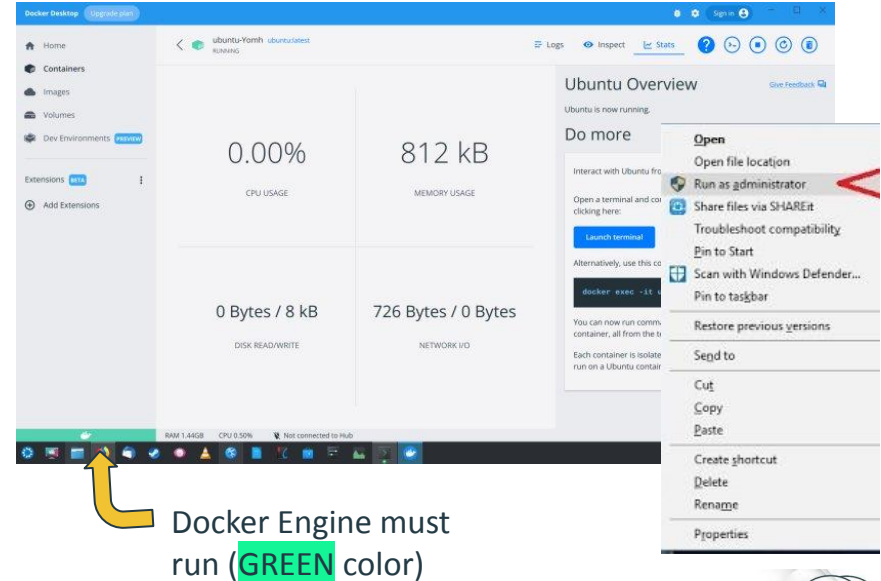 Docker Desktop Upgrade plan
Sign in
Home
Containers
Images
Volumes
Dev Environments PREVIEW
Extensions BETA
Add Extensions
ubuntu-Yomh ubuntu:latest
RUNNING
Logs
Inspect
Stats
0.00%
CPU USAGE
812 kB
MEMORY USAGE
0 Bytes / 8 kB
DISK READ/WRITE
726 Bytes / 0 Bytes
NETWORK I/O
Ubuntu Overview
Give Feedback
Ubuntu is now running.
Do more
Interact with Ubuntu
Open a terminal and
clicking here:
Launch terminal
Alternatively, use this
docker exec -it
You can now run
container, all from the
Each container is isolate
run on a Ubuntu contain
Open
Open file location
Run as administrator
Share files via SHAREit
Troubleshoot compatibility
Pin to Start
Scan with Windows Defender...
Pin to taskbar
Restore previous versions
Send to
Cut
Copy
Paste
Create shortcut
Delete
Rename
Properties
RAM 1.44GB CPU 0.50% Not connected to Hub
Docker Engine must
run (GREEN color)